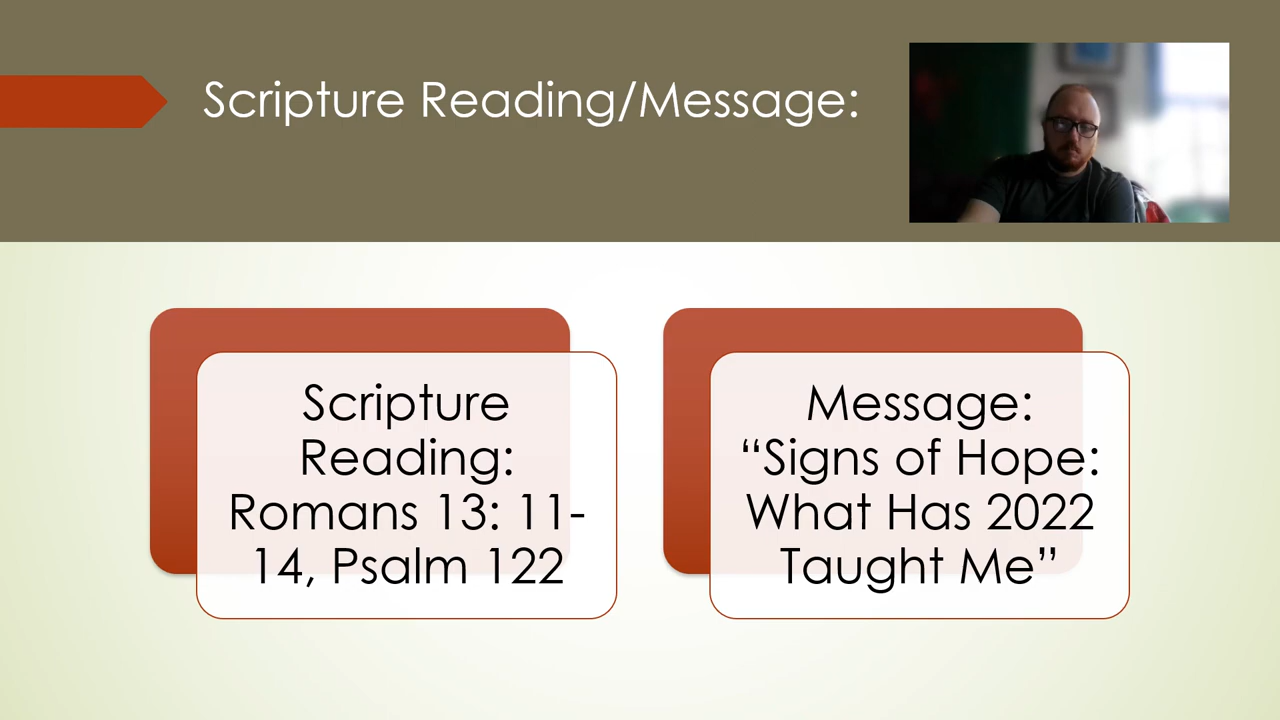 Scripture Reading/Message:
Scripture
Reading:
Romans 13: 11-
14, Psalm 122
Message:
“Signs of Hope:
What Has 2022
Taught Me”